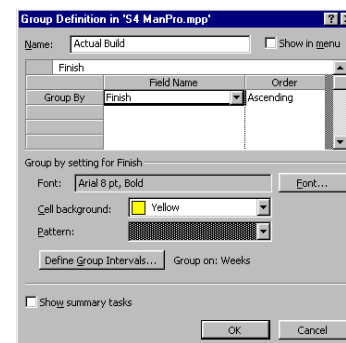 Group Definition in 'S4 ManPro.mpp'
Name: Actual Build Show in menu
Finish
Field Name Order
Group By Finish Ascending
Group by setting for Finish
Font: Arial 8 pt, Bold Font...
Cell background: Yellow
Pattern:
Define Group Intervals... Group on: Weeks
Show summary tasks
OK Cancel